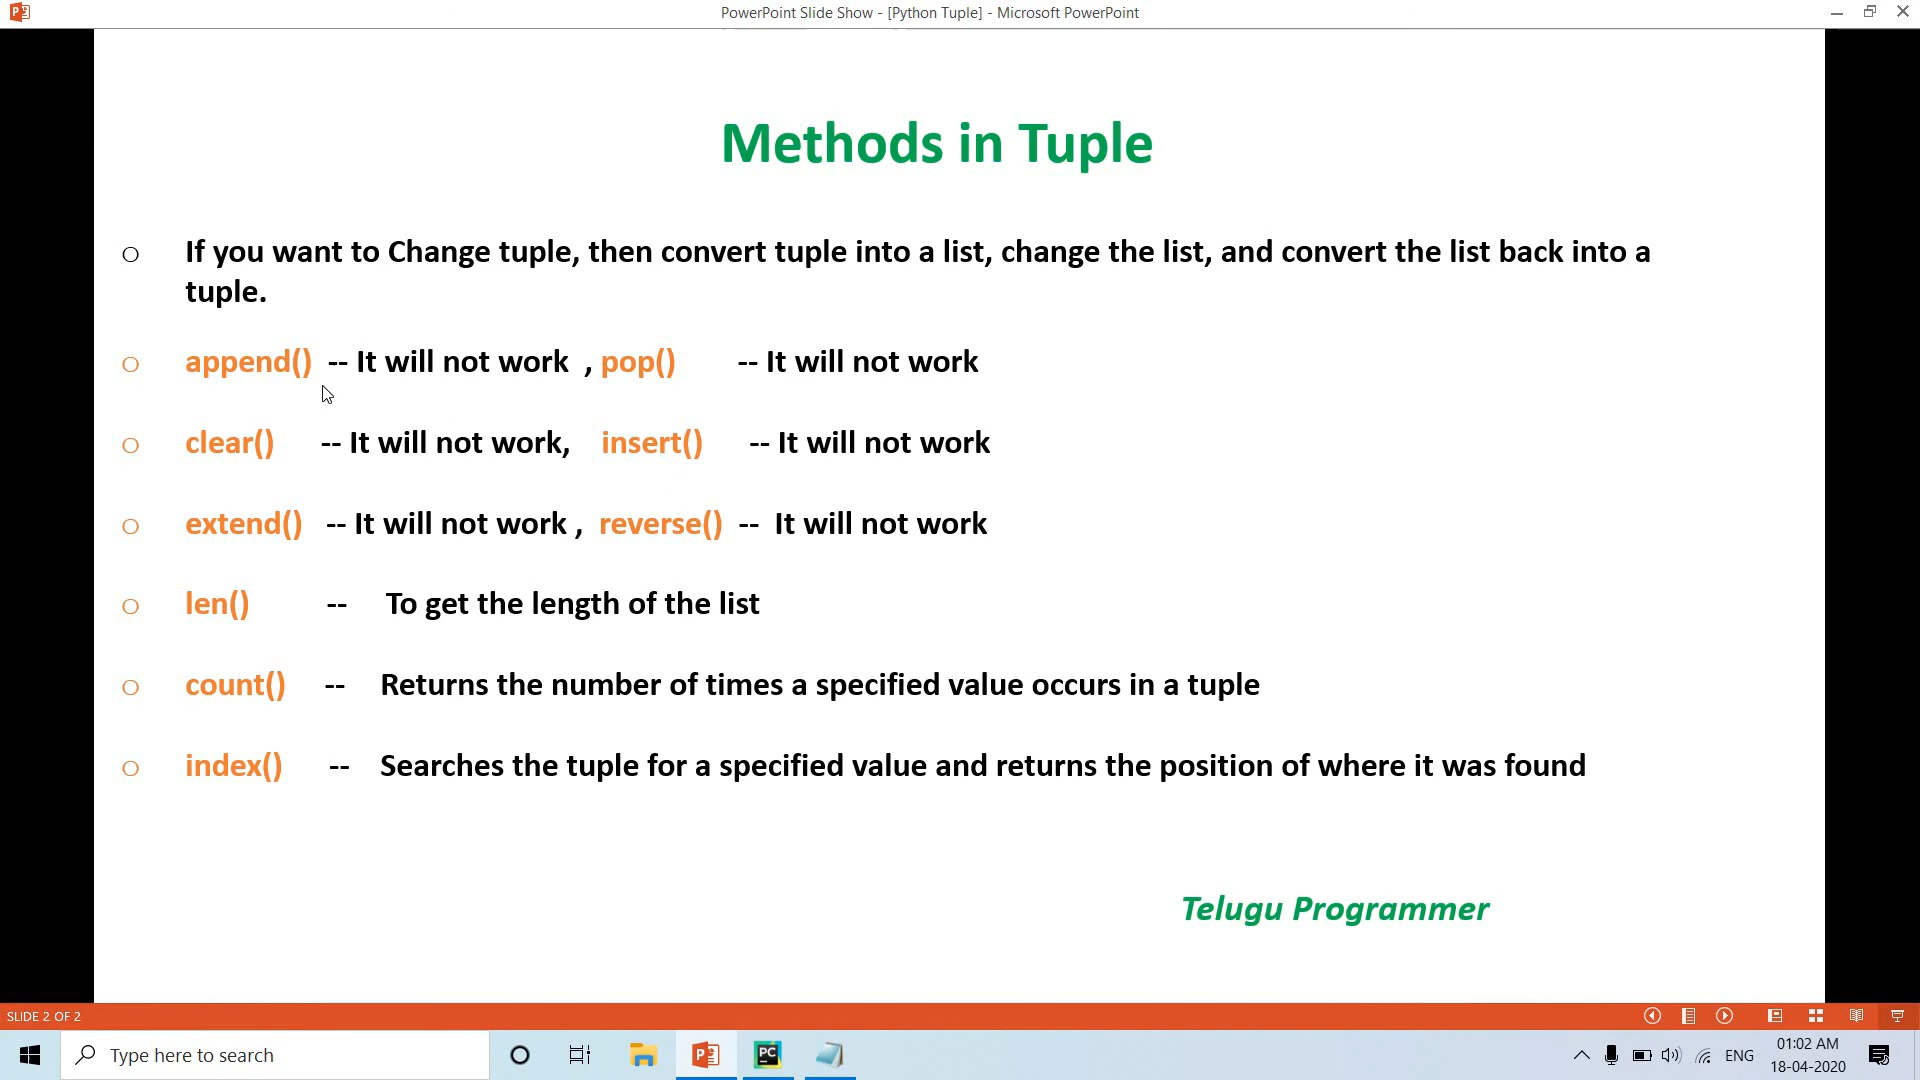 PowerPoint Slide Show - [Python Tuple] - Microsoft PowerPoint
Methods in Tuple
o If you want to Change tuple, then convert tuple into a list, change the list, and convert the list back into a
tuple.
o append() -- It will not work , pop() -- It will not work
o clear() -- It will not work, insert() -- It will not work
o extend() -- It will not work , reverse() -- It will not work
o len() -- To get the length of the list
o count() -- Returns the number of times a specified value occurs in a tuple
o index() -- Searches the tuple for a specified value and returns the position of where it was found
Telugu Programmer
SLIDE 2 OF 2
Type here to search
PC
ENG
01:02 AM
18-04-2020